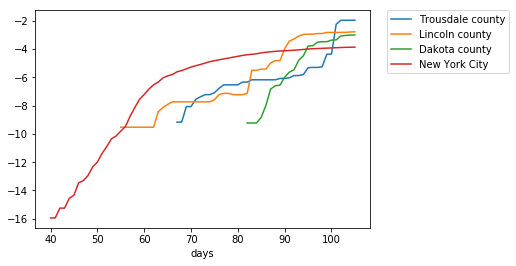 Trousdale county
Lincoln county
Dakota county
New York City
−2
−4
−6
−8
−10
−12
−14
−16
40 50 60 70 80 90 100
days